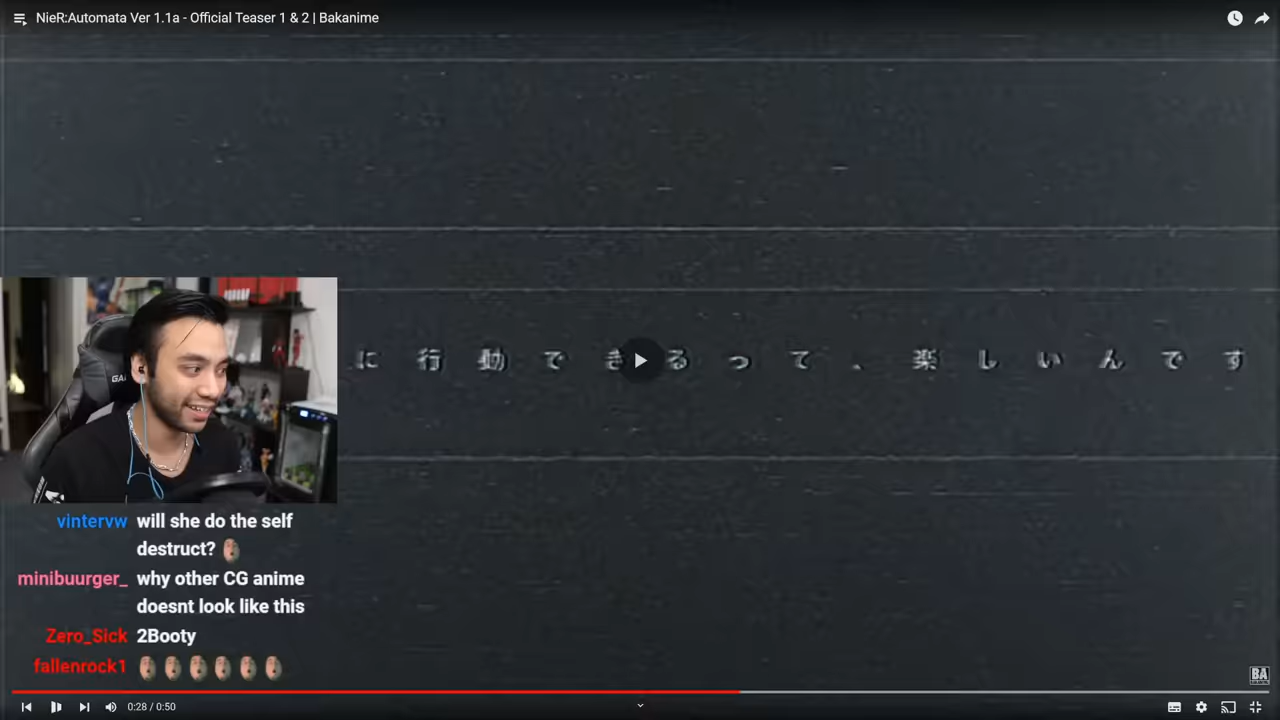 NieR:Automata Ver 1.1a - Official Teaser 1 & 2 | Bakanime
に行動できるって、楽しいんです
GA
vintervw will she do the self
destruct?
minibuurger_ why other CG anime
doesnt look like this
Zero_Sick 2Booty
fallenrock1
BA
0:28 / 0:50